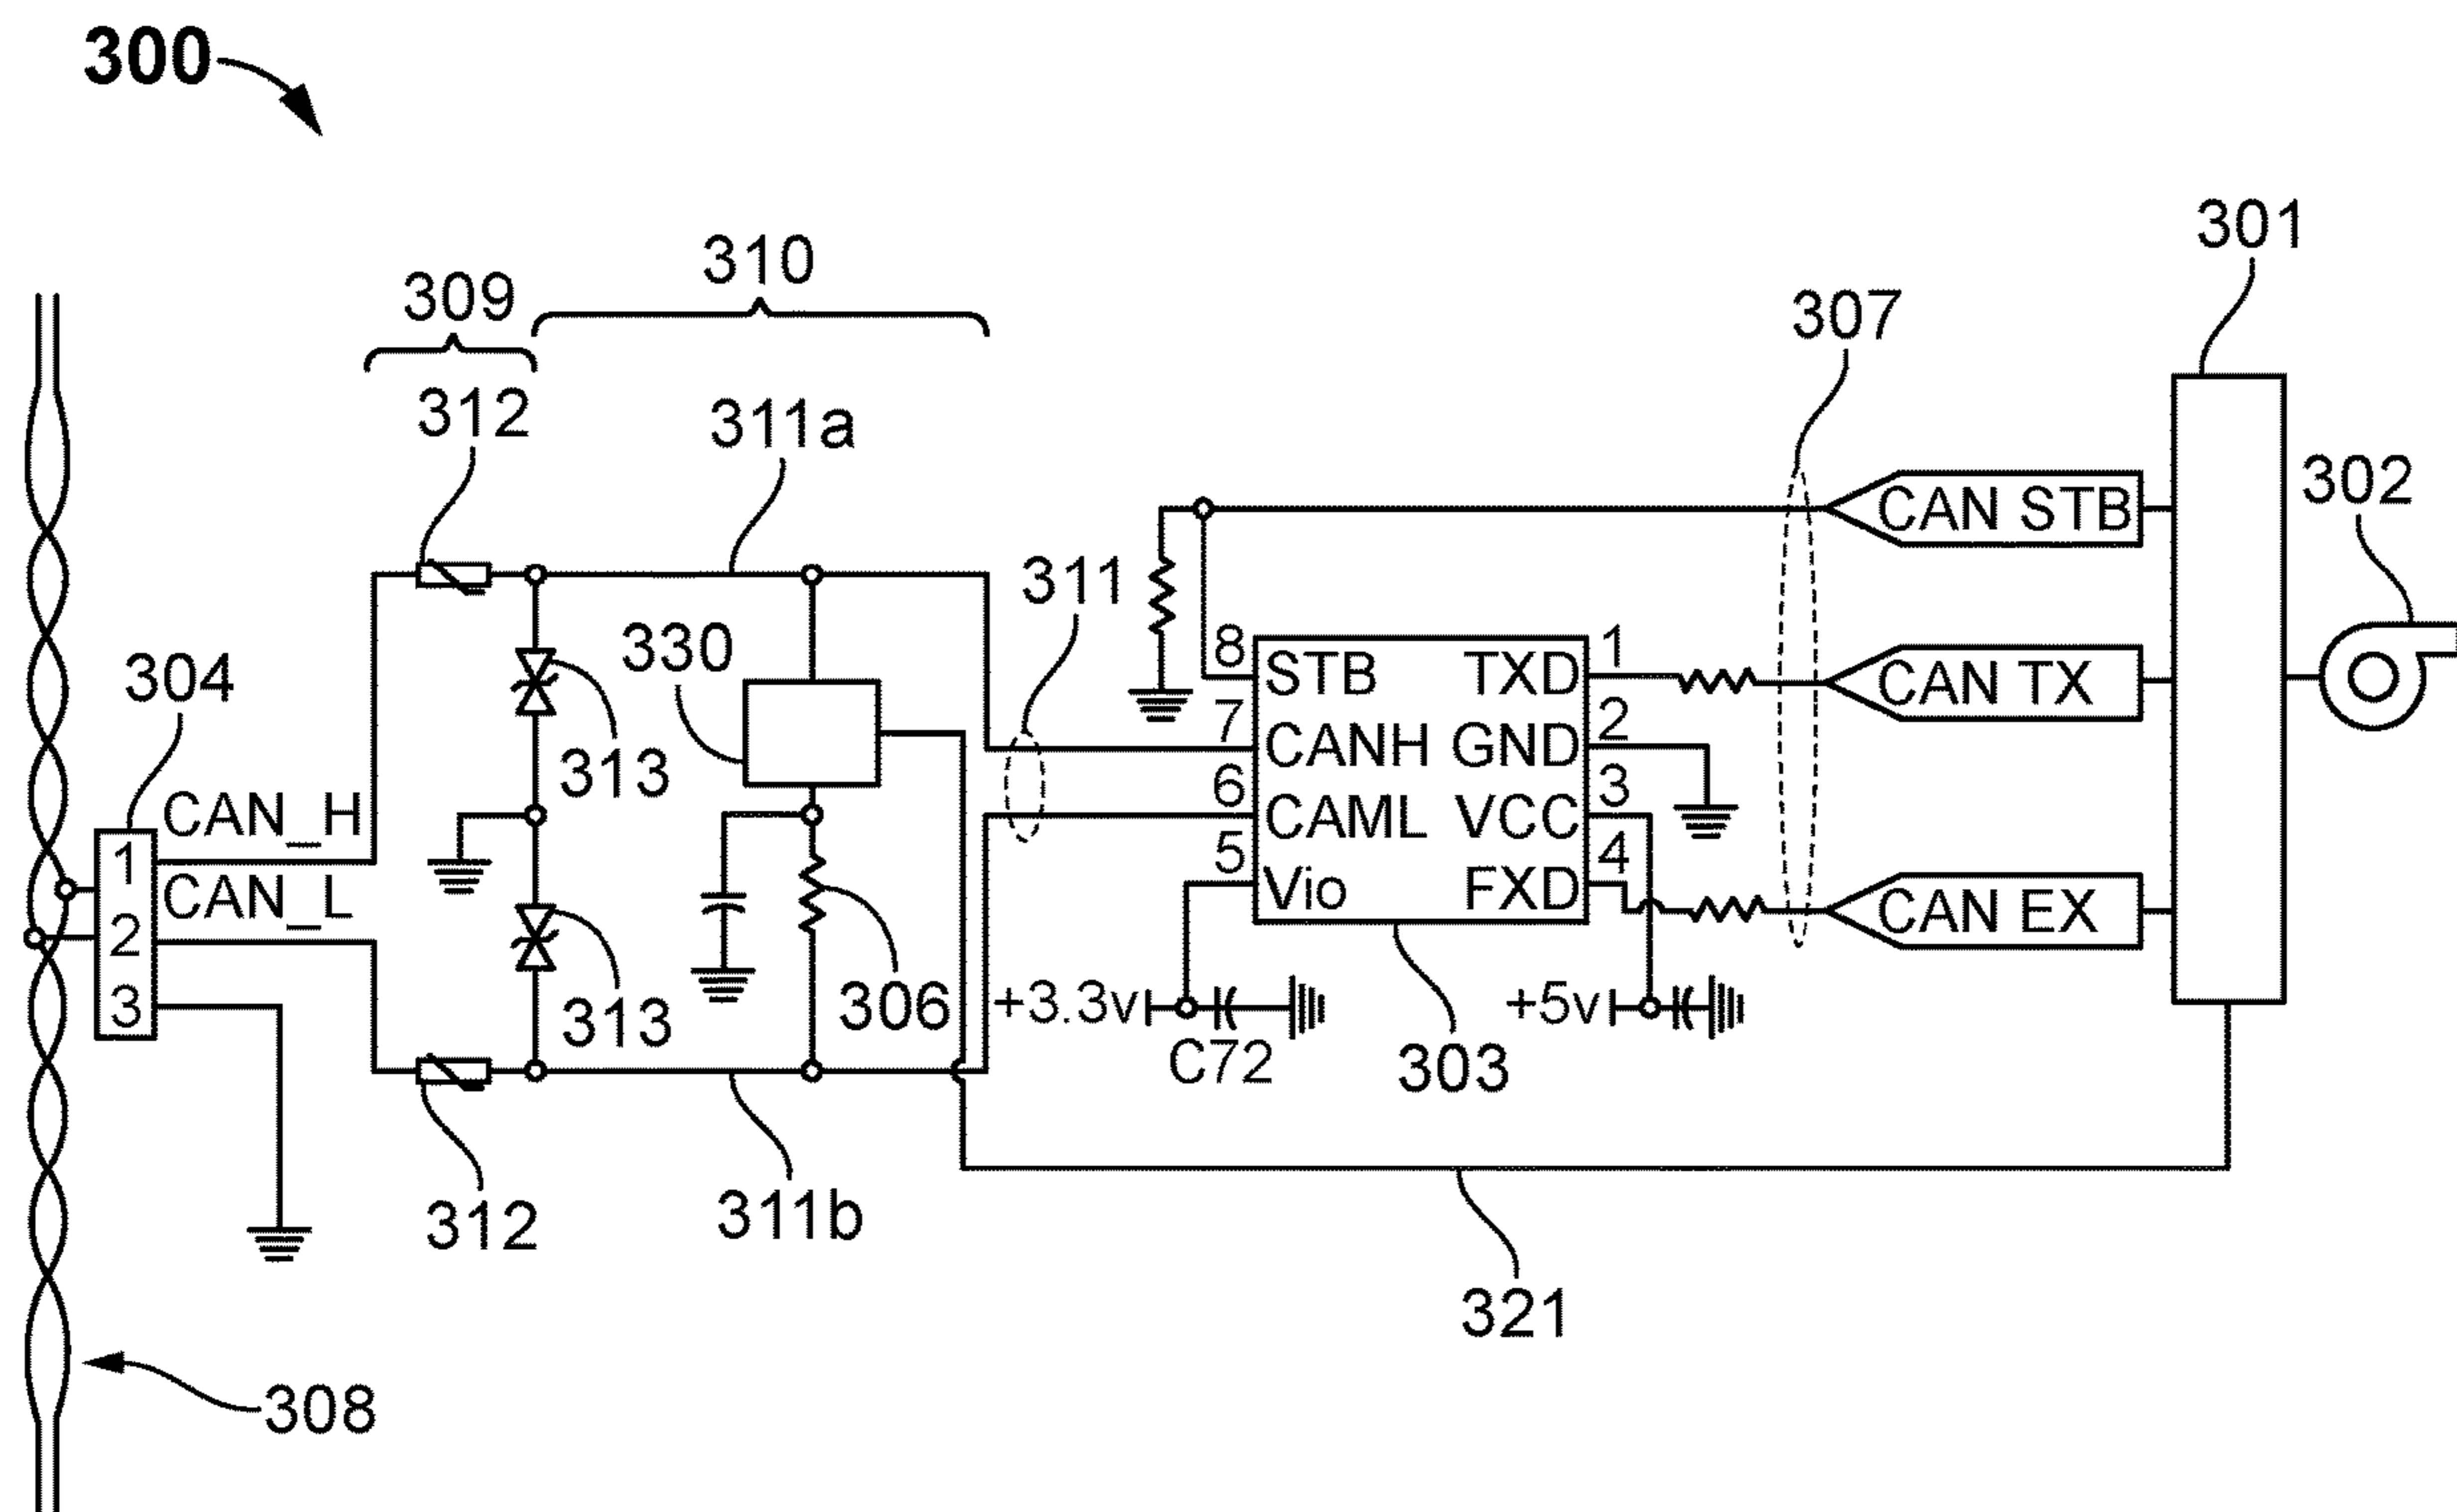 300
301
310
309
307
312
311a
302
CAN STB
311
330
304
8
STB
TXD
1
CAN TX
313
7
CANH
GND
2
CAN_H
6
CAML
VCC
3
1
CAN_L
5
Vio
FXD
4
CAN EX
2
3
313
306
+3.3v
C72
+5v
303
312
311b
321
308